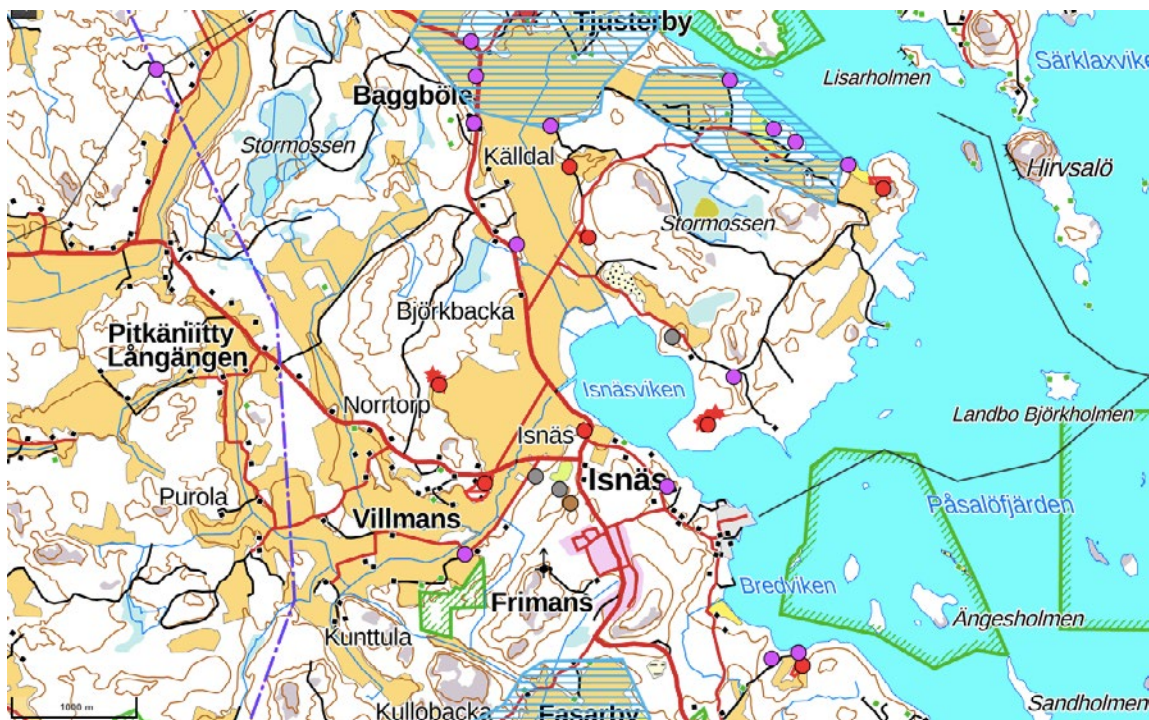 Tjusterby
Särklaxvike
Lisarholmen
Baggböle
Stormossen
Källdal
Hirvsalö
Stormossen
Björkbacka
Pitkäniitty
Långängen
Isnäsviken
Norrtorp
Landbo Björkholmen
Isnäs
Isnäs
Purola
Påsalöfjärden
Villmans
Bredviken
Frimans
Ängesholmen
Kunttula
Sandholmen
1000 m
Kullobacka
Fasarby